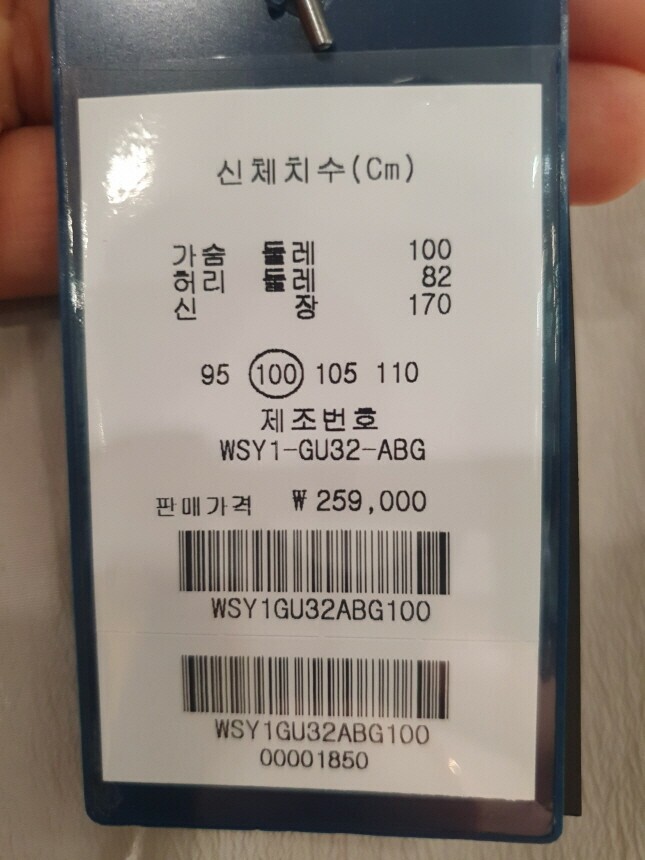 신체치수(Cm)
가슴 둘레 100
허리 둘레 82
신 장 170
95 100 105 110
제조번호
WSY1-GU32-ABG
판매가격 ₩ 259,000
WSY1GU32ABG100
WSY1GU32ABG100
00001850